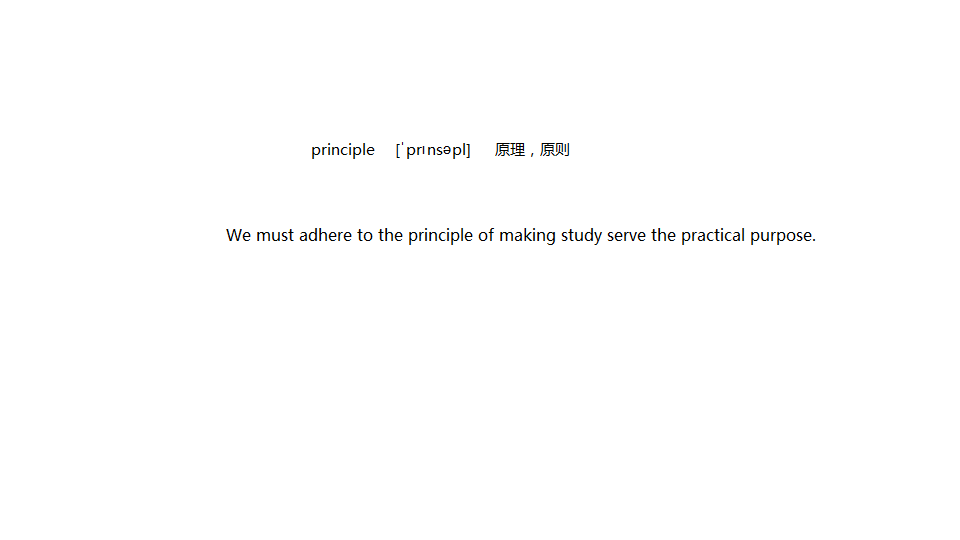 principle [ˈprɪnsəpl] 原理，原则
We must adhere to the principle of making study serve the practical purpose.